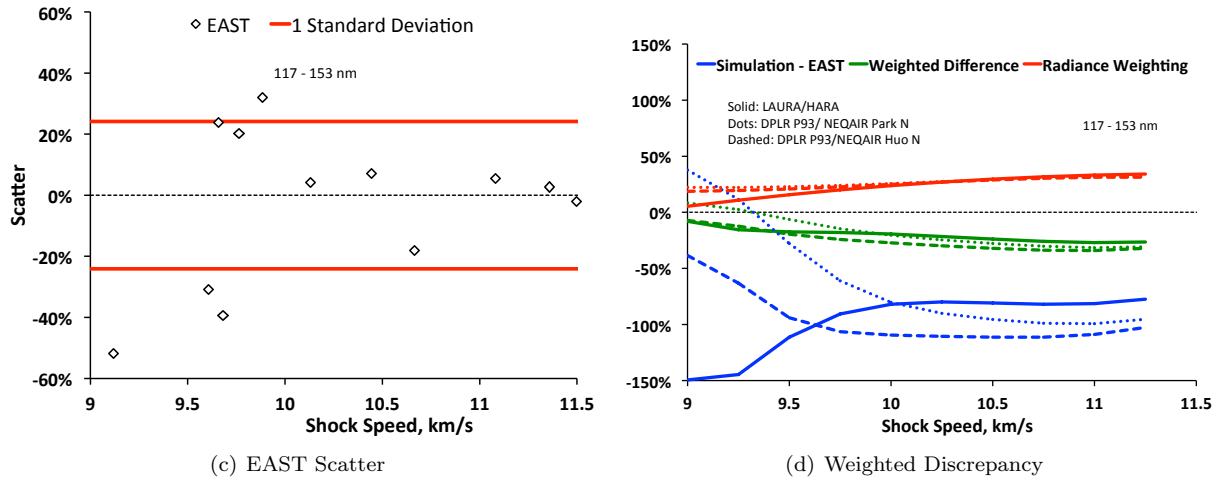 EAST
1 Standard Deviation
117 - 153 nm
60%
40%
20%
0%
-20%
-40%
-60%
Scatter
9
9.5
10
10.5
11
11.5
Shock Speed, km/s
(c) EAST Scatter
150%
100%
50%
0%
-50%
-100%
-150%
Simulation - EAST
Weighted Difference
Radiance Weighting
Solid: LAURA/HARA
Dots: DPLR P93/ NEQAIR Park N
Dashed: DPLR P93/NEQAIR Huo N
117 - 153 nm
9
9.5
10
10.5
11
11.5
Shock Speed, km/s
(d) Weighted Discrepancy